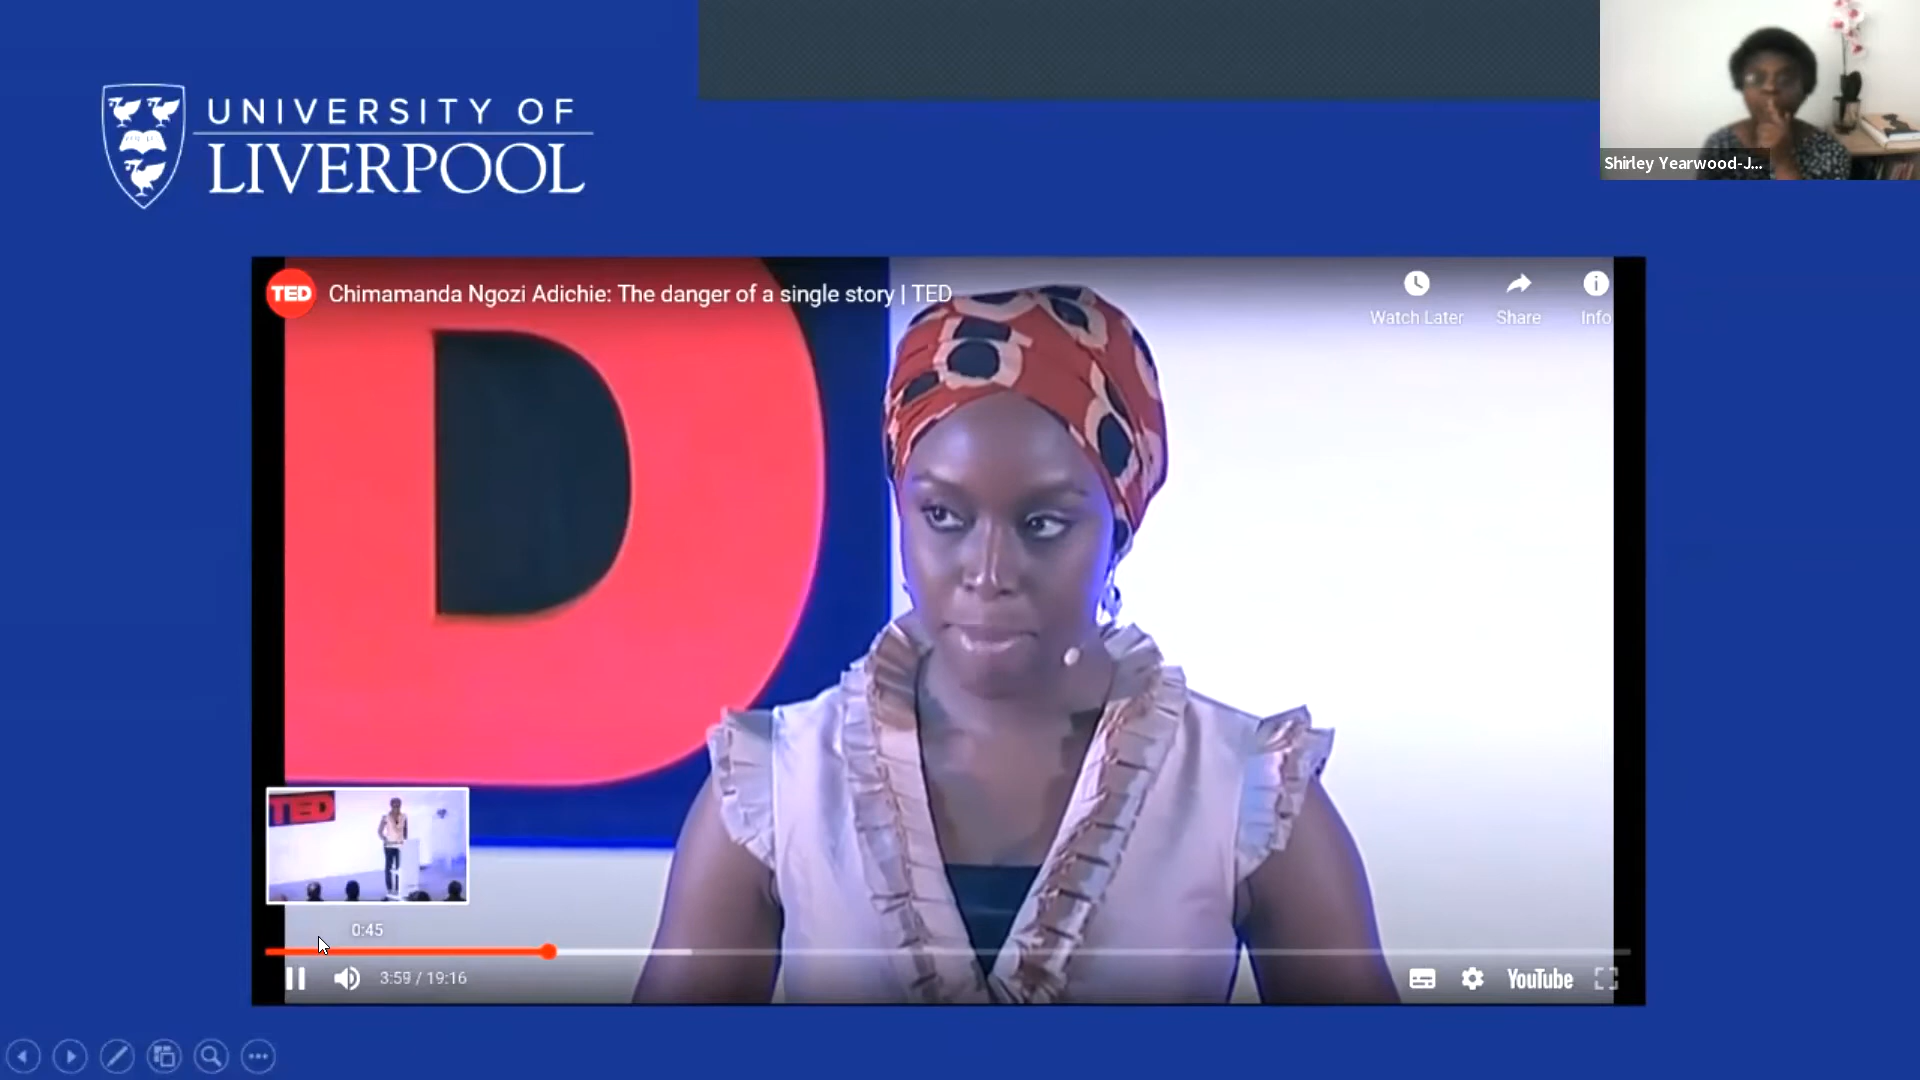 UNIVERSITY OF
LIVERPOOL
Shirley Yearwood-J...
TED
Chimamanda Ngozi Adichie: The danger of a single story | TED
Watch Later
Share
Info
D
TED
0:45
3:59 / 19:16
YouTube